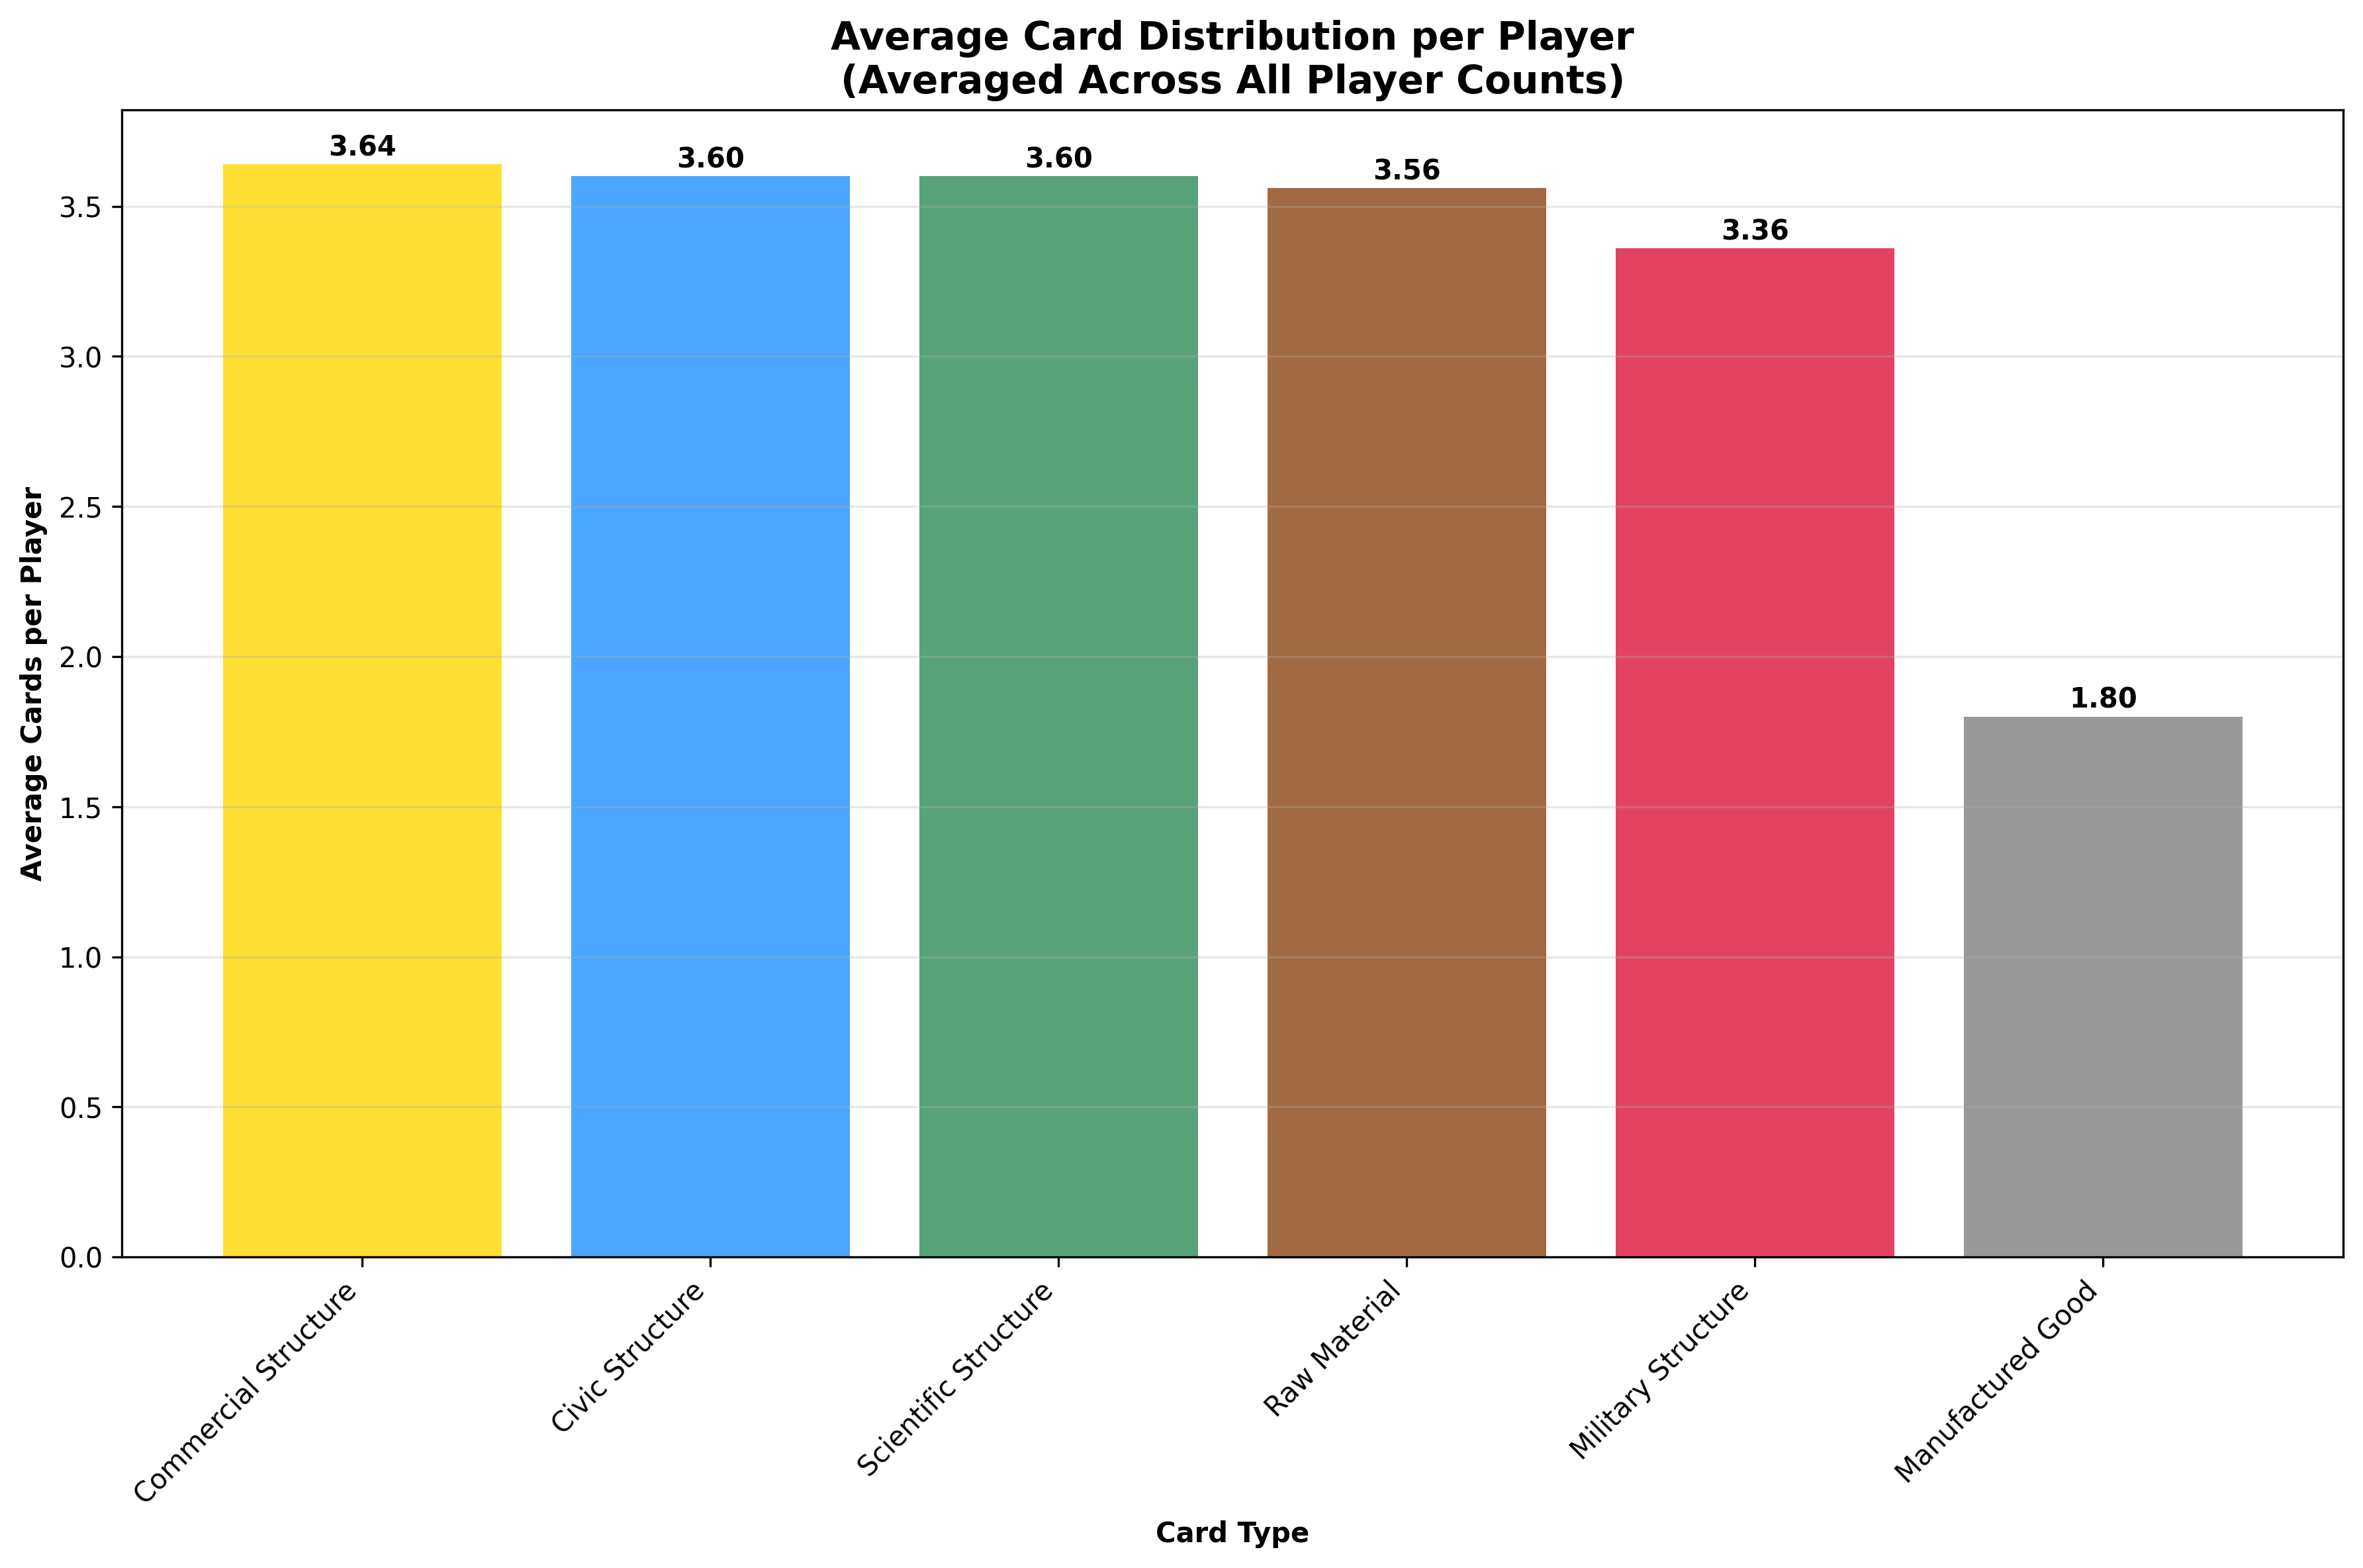 Average Card Distribution per Player
(Averaged Across All Player Counts)
3.64
3.60
3.60
3.56
3.36
1.80
Average Cards per Player
3.5
3.0
2.5
2.0
1.5
1.0
0.5
0.0
Commercial Structure
Civic Structure
Scientific Structure
Raw Material
Military Structure
Manufactured Good
Card Type